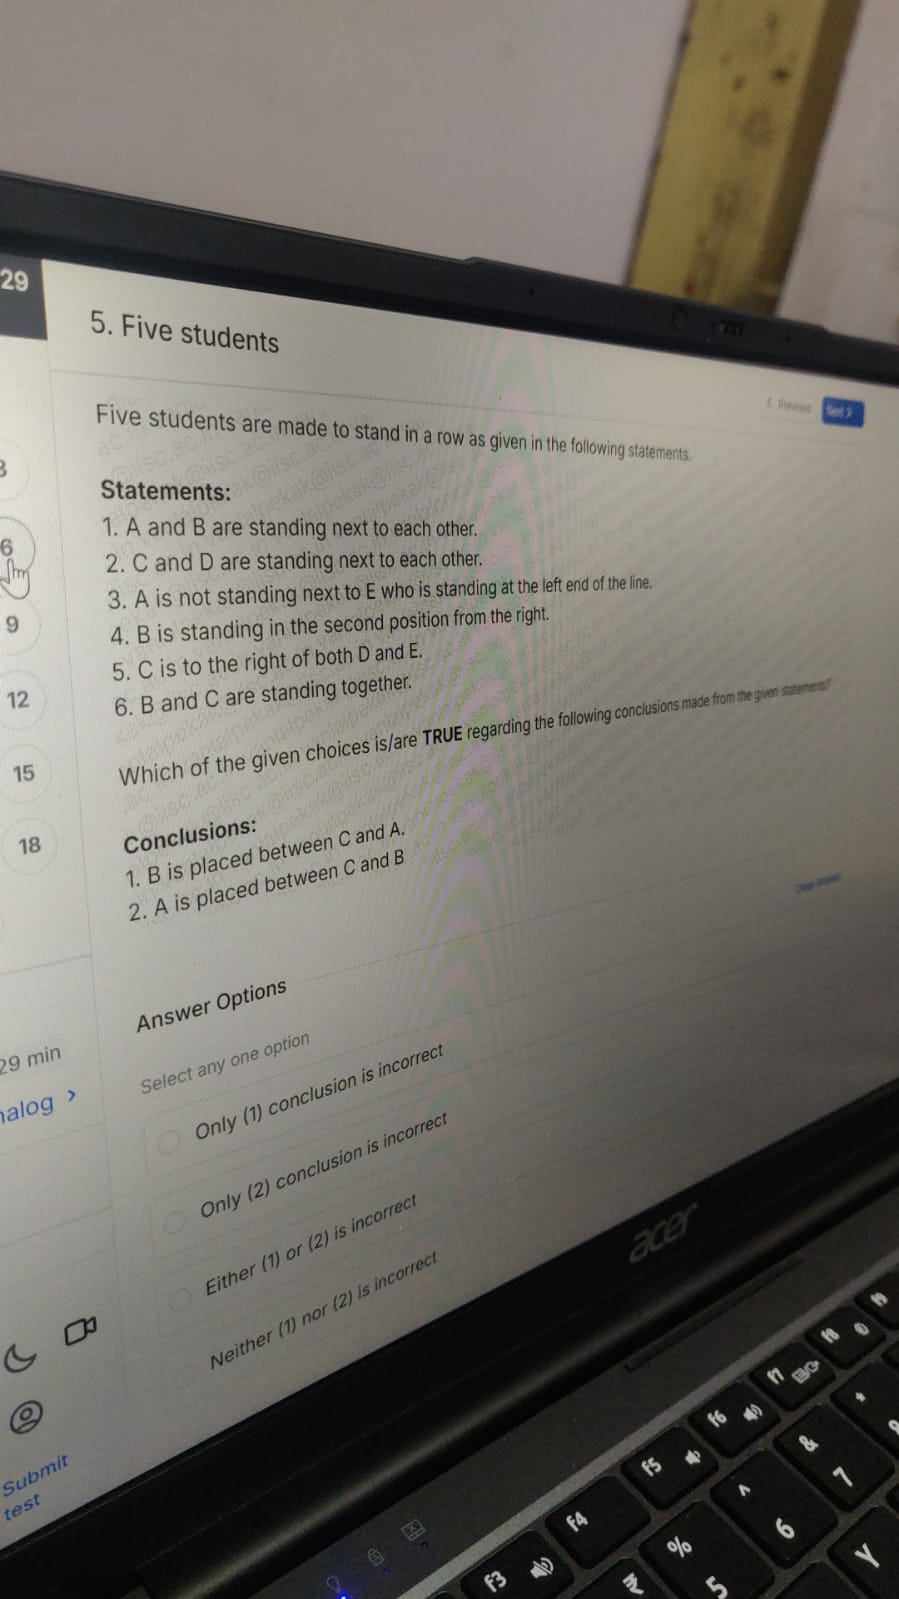 29
5. Five students
Previous
Next
Five students are made to stand in a row as given in the following statements.
Statements:
1. A and B are standing next to each other.
2. C and D are standing next to each other.
3. A is not standing next to E who is standing at the left end of the line.
4. B is standing in the second position from the right.
5. C is to the right of both D and E.
6. B and C are standing together.
Which of the given choices is/are TRUE regarding the following conclusions made from the given statements?
Conclusions:
1. B is placed between C and A.
2. A is placed between C and B
Clear Answer
Answer Options
Select any one option
Only (1) conclusion is incorrect
Only (2) conclusion is incorrect
Either (1) or (2) is incorrect
Neither (1) nor (2) is incorrect
3
6
9
12
15
18
29 min
nalog >
Submit
test
acer
F3
F4
F5
F6
F7
F8
F9
₹
%
5
^
6
&
7
*
Y